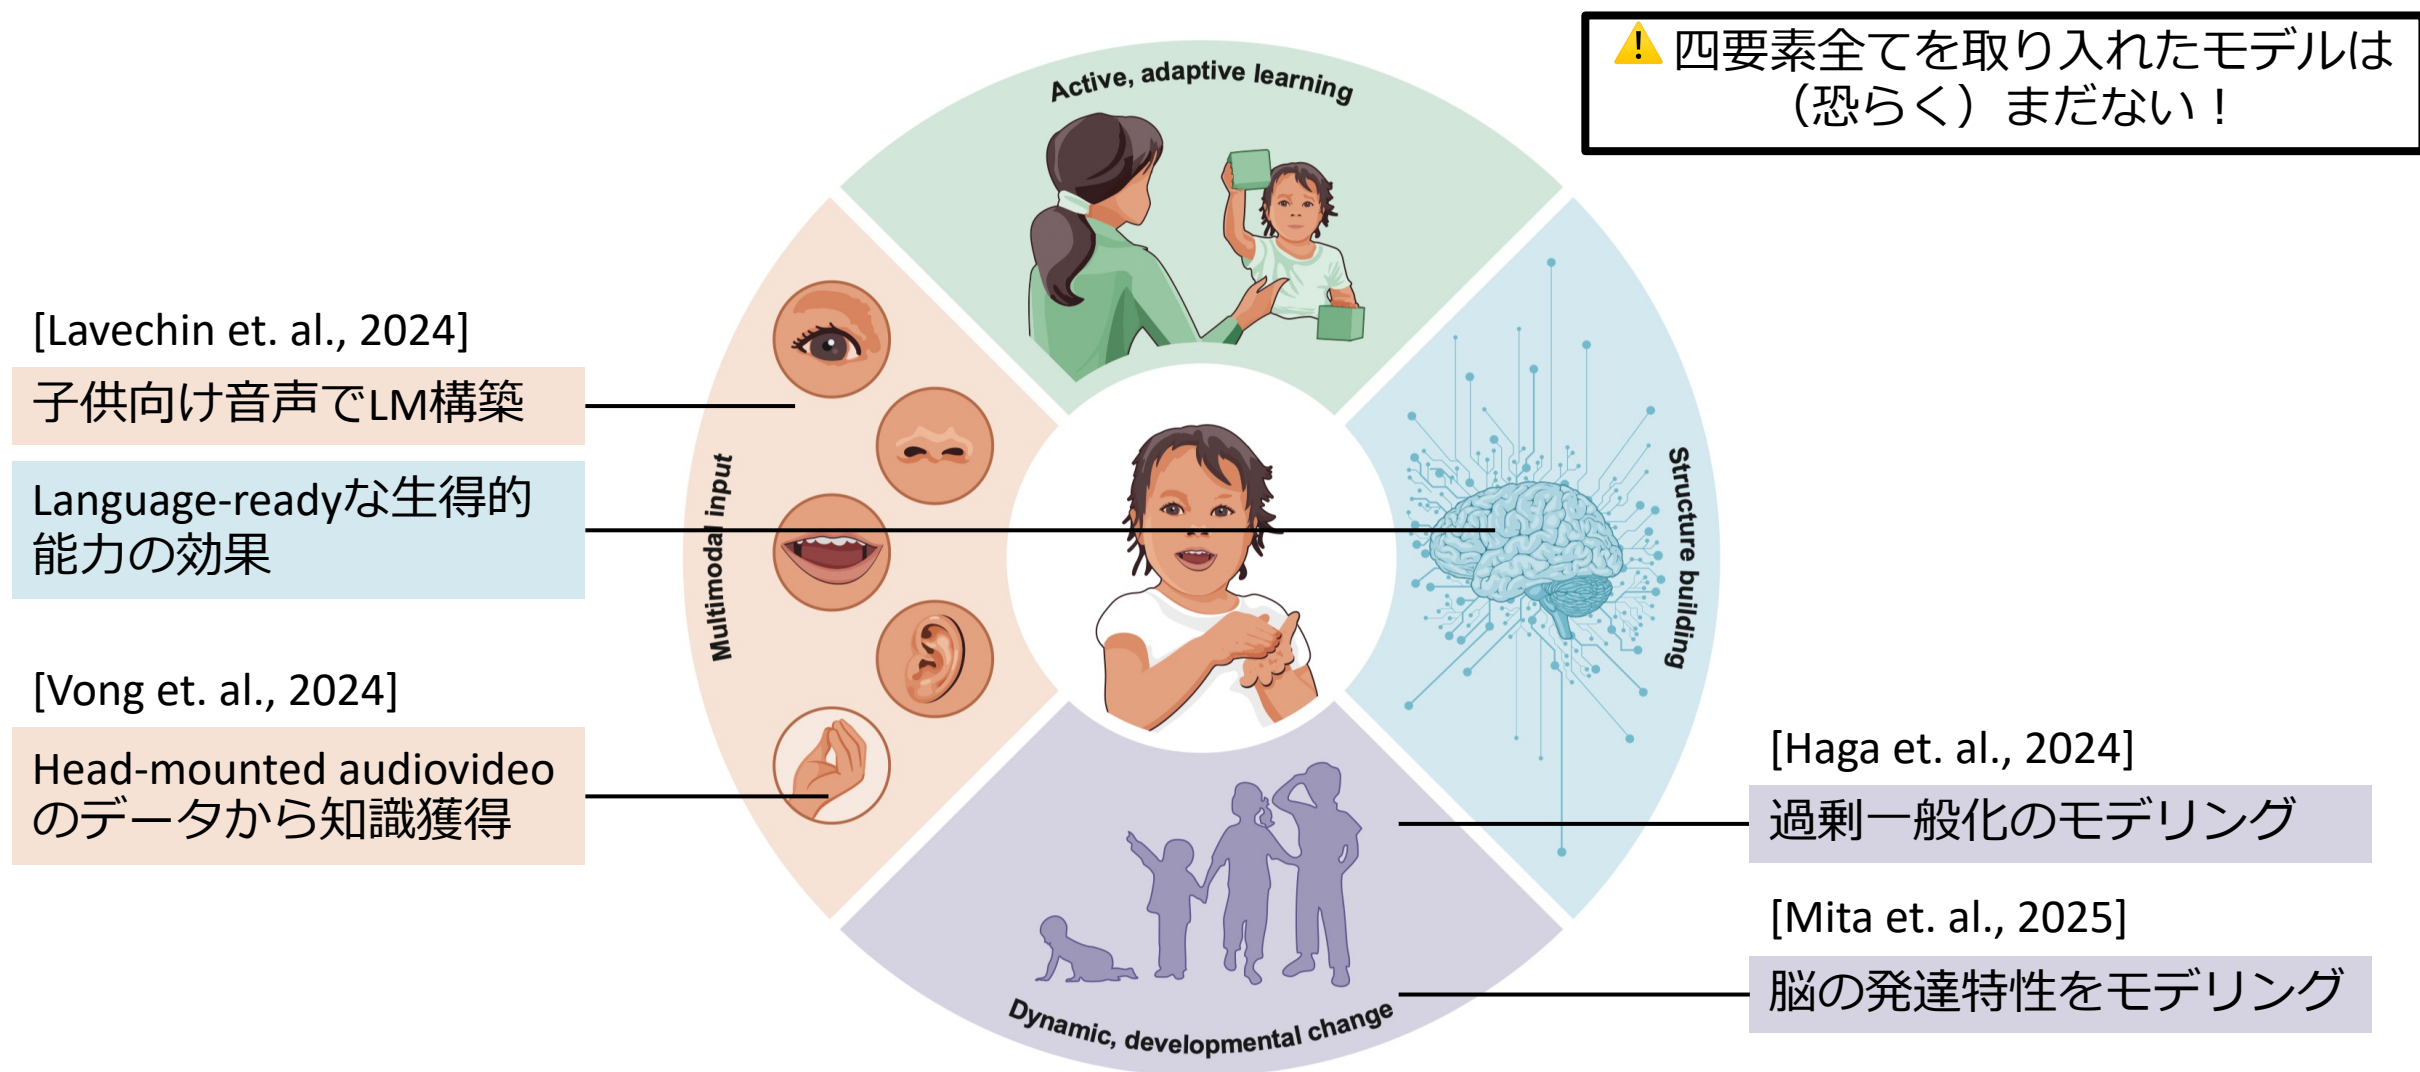 ⚠ 四要素全てを取り入れたモデルは
（恐らく）まだない！
Active, adaptive learning
[Lavechin et. al., 2024]
子供向け音声でLM構築
Language-readyな生得的
能力の効果
Multimodal input
Structure building
[Vong et. al., 2024]
Head-mounted audiovideo
のデータから知識獲得
[Haga et. al., 2024]
過剰一般化のモデリング
[Mita et. al., 2025]
脳の発達特性をモデリング
Dynamic, developmental change